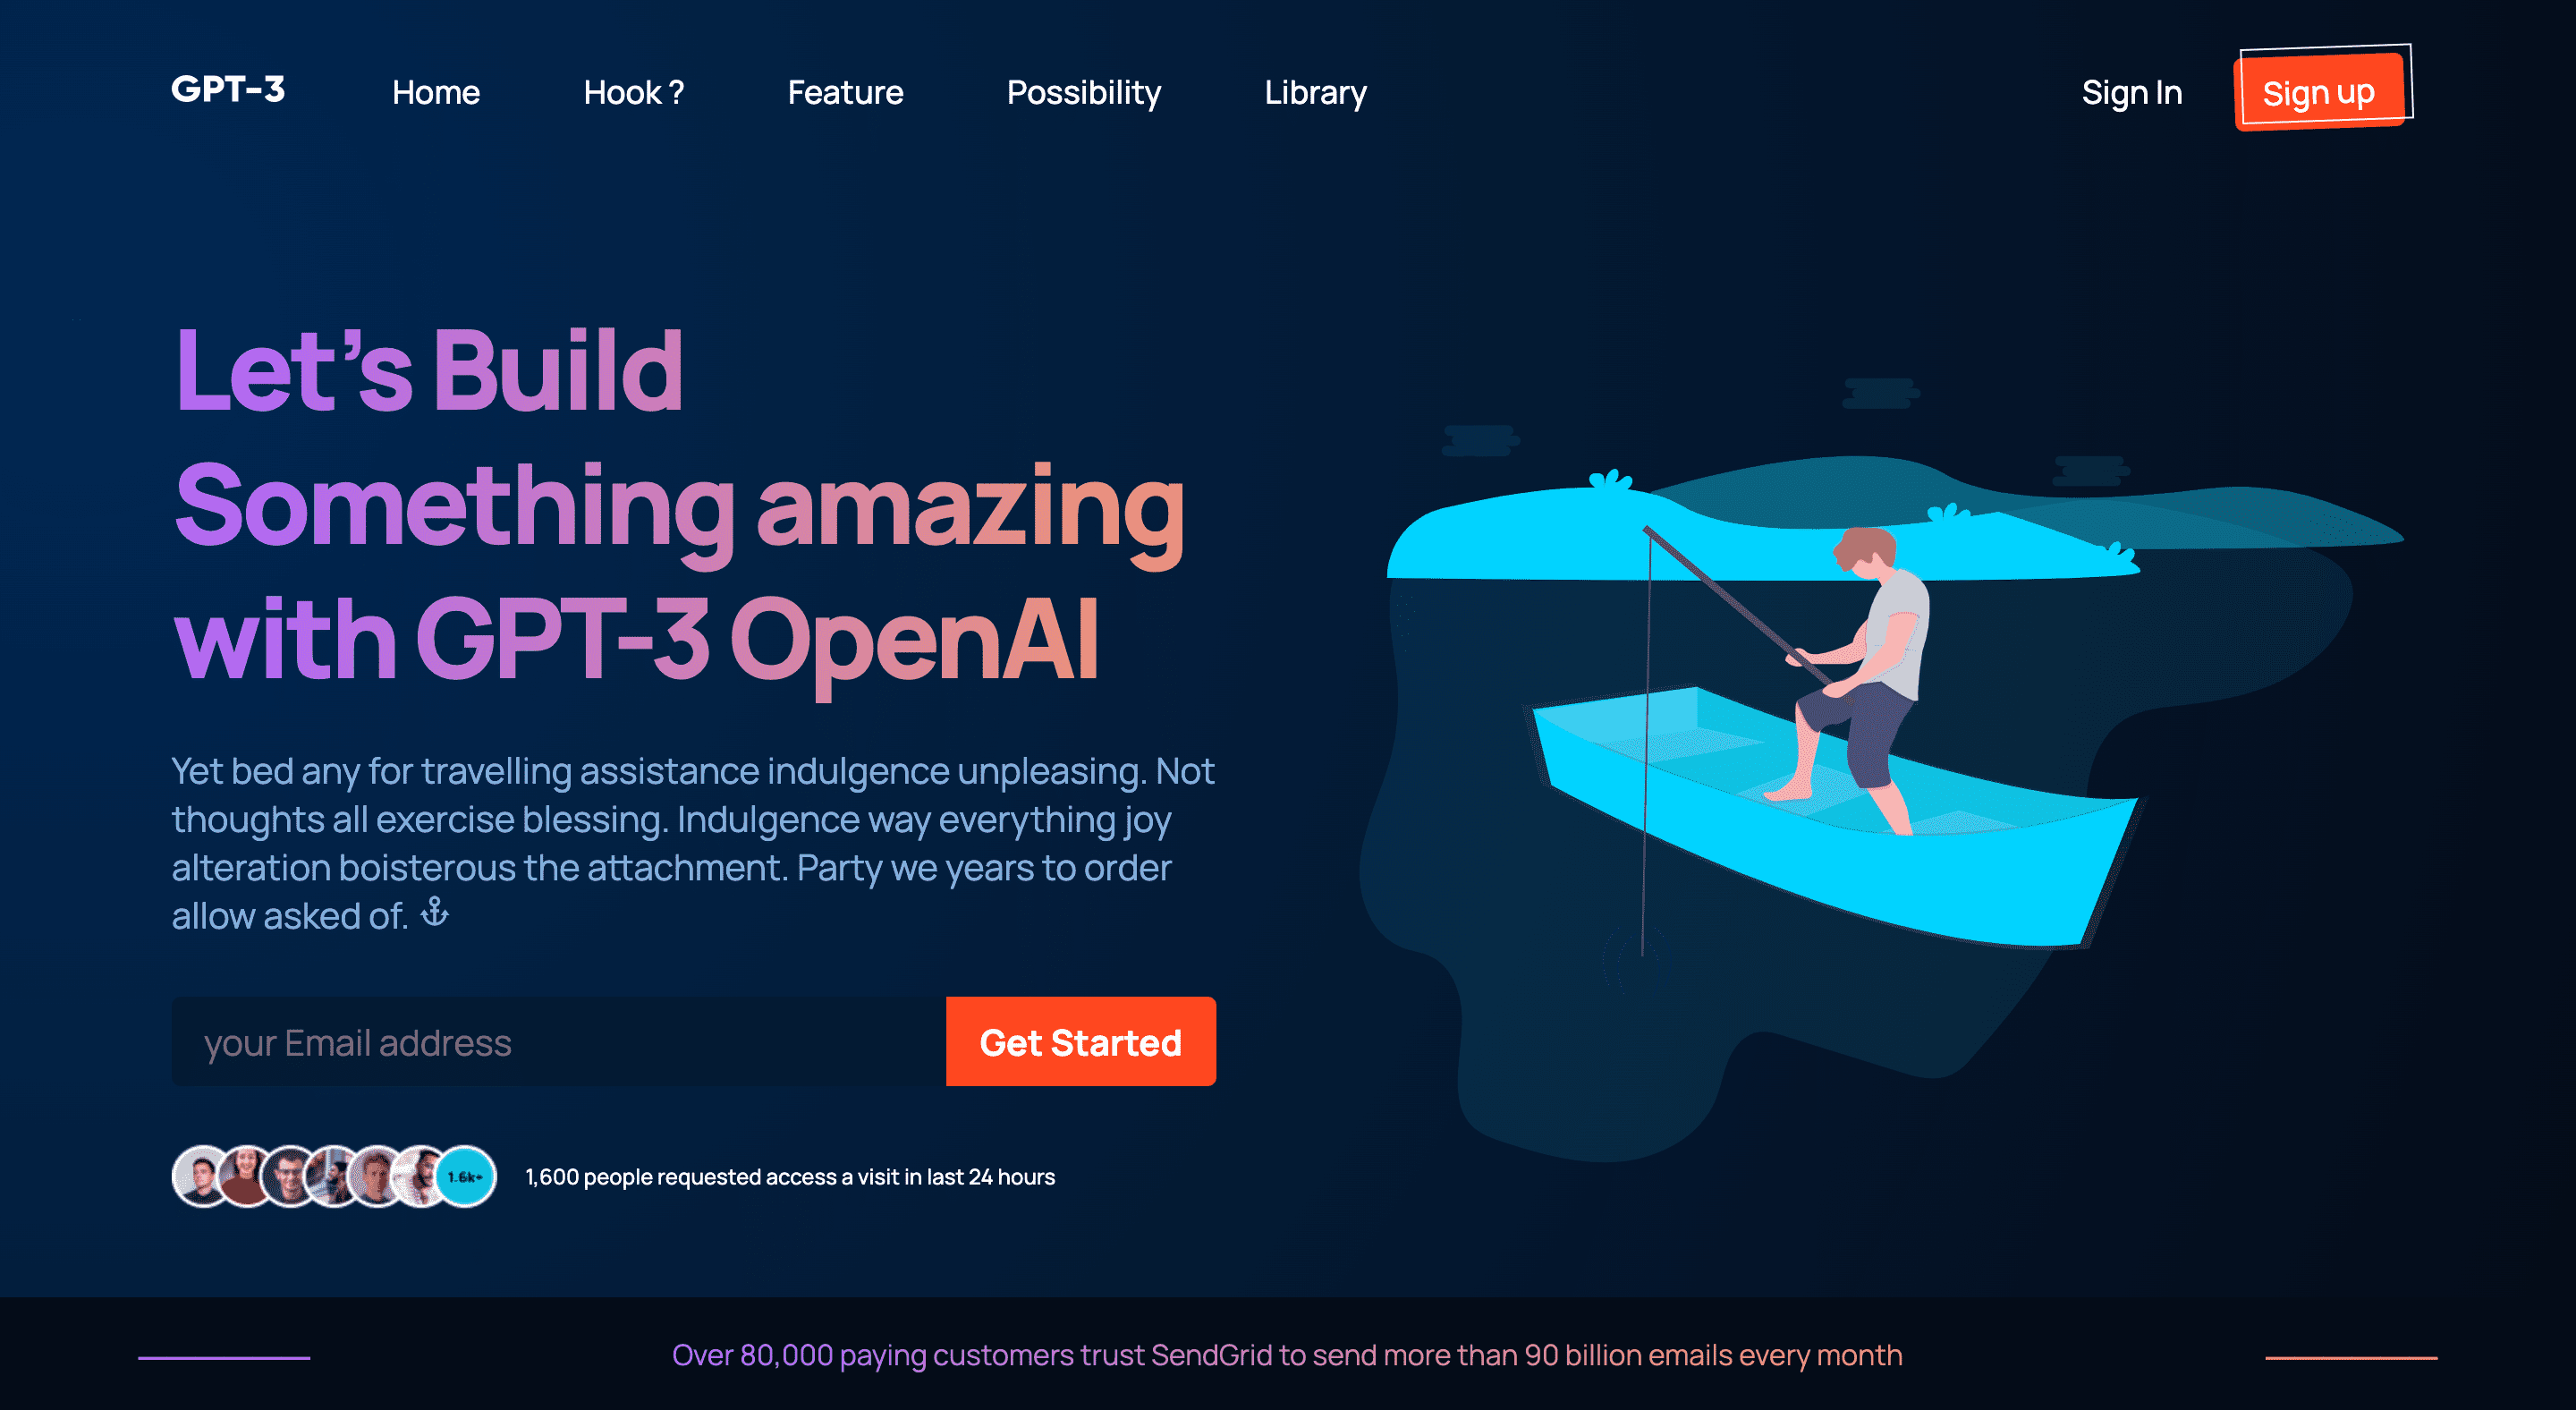 GPT-3
Home
Hook ?
Feature
Possibility
Library
Sign In
Sign up
Let’s Build
Something amazing
with GPT-3 OpenAI
Yet bed any for travelling assistance indulgence unpleasing. Not
thoughts all exercise blessing. Indulgence way everything joy
alteration boisterous the attachment. Party we years to order
allow asked of.
your Email address
Get Started
1.6k+
1,600 people requested access a visit in last 24 hours
Over 80,000 paying customers trust SendGrid to send more than 90 billion emails every month